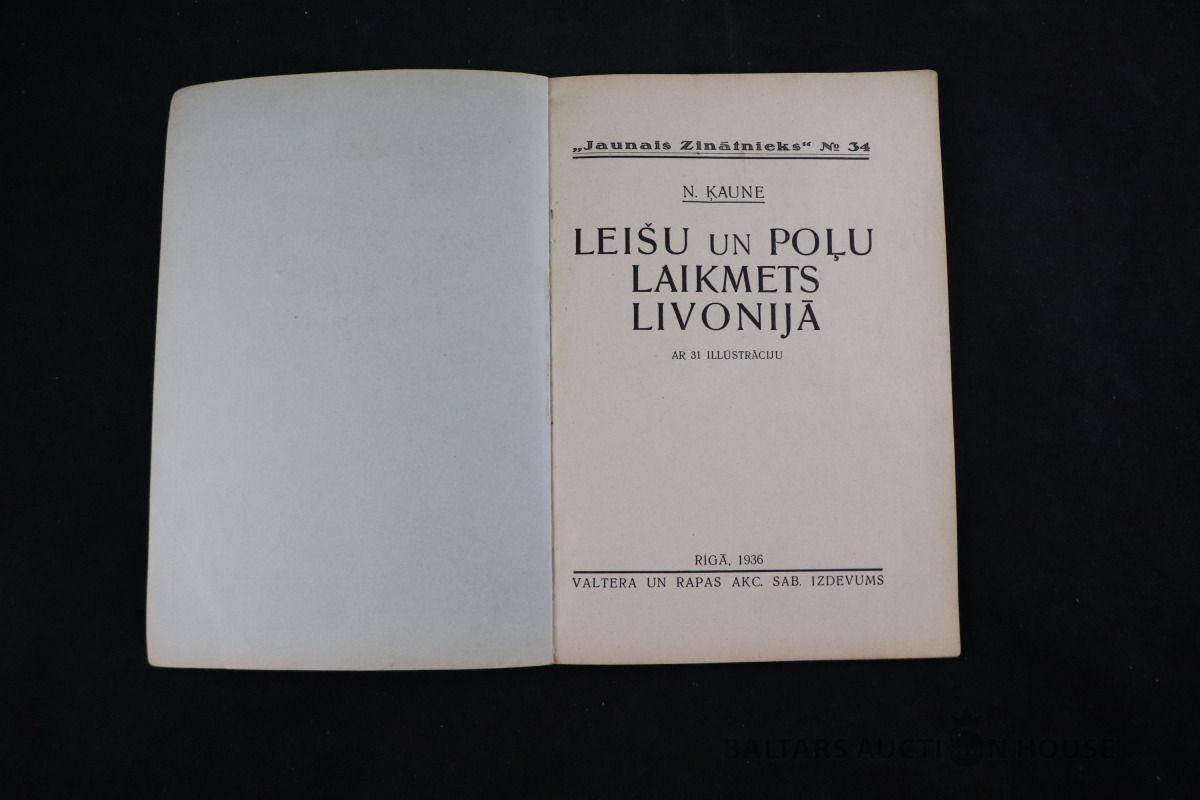 „Jaunais Zinātnieks“ № 34
N. ĶAUNE
LEIŠU UN POĻU
LAIKMETS
LIVONIJĀ
AR 31 ILLŪSTRĀCIJU
RIGĀ, 1936
VALTERA UN RAPAS AKC. SAB. IZDEVUMS
BALTARS AUCTION HOUSE